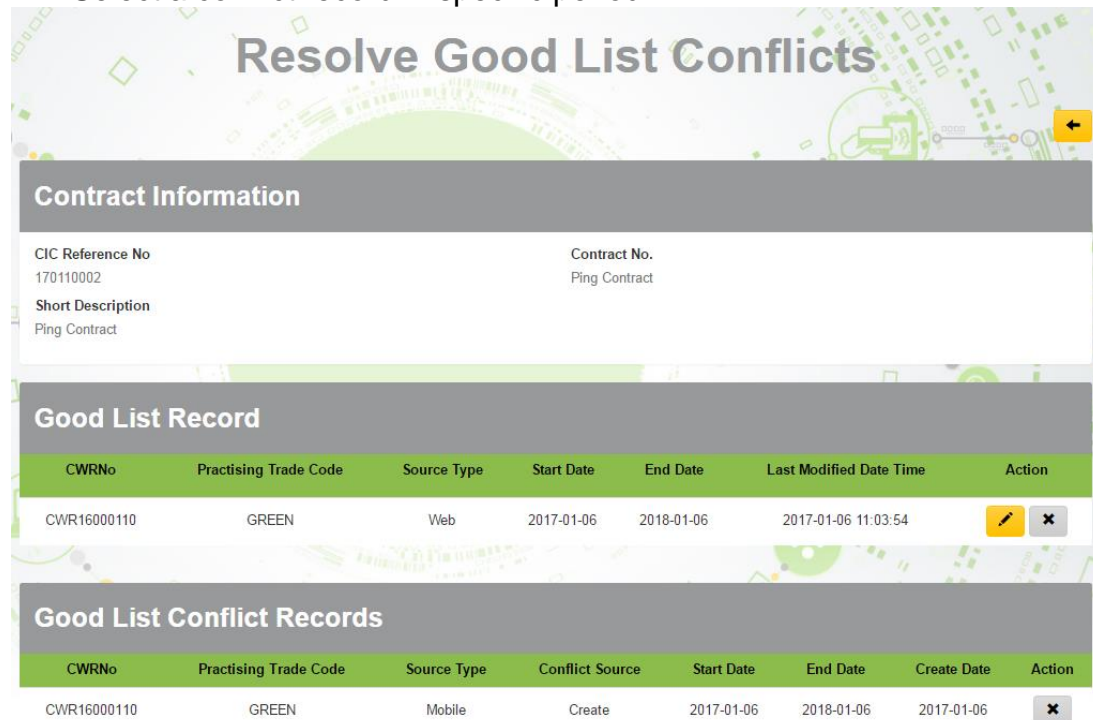 Resolve Good List Conflicts
Contract Information
CIC Reference No Contract No.
170110002 Ping Contract
Short Description
Ping Contract
Good List Record
CWRNo Practising Trade Code Source Type Start Date End Date Last Modified Date Time Action
CWR16000110 GREEN Web 2017-01-06 2018-01-06 2017-01-06 11:03:54
Good List Conflict Records
CWRNo Practising Trade Code Source Type Conflict Source Start Date End Date Create Date Action
CWR16000110 GREEN Mobile Create 2017-01-06 2018-01-06 2017-01-06